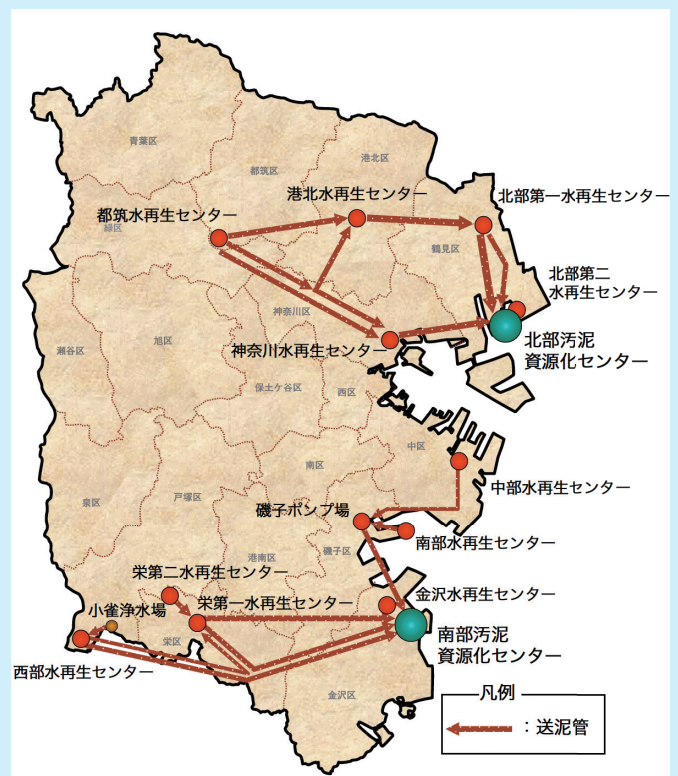 青葉区
都筑区
港北区
港北水再生センター
北部第一水再生センター
都筑水再生センター
緑区
鶴見区
北部第二
水再生センター
神奈川区
北部汚泥
資源化センター
旭区
瀬谷区
神奈川水再生センター
保土ケ谷区
西区
中区
南区
中部水再生センター
泉区
戸塚区
磯子ポンプ場
南部水再生センター
港南区
磯子区
栄第二水再生センター
金沢水再生センター
小雀浄水場
栄第一水再生センター
南部汚泥
資源化センター
栄区
西部水再生センター
金沢区
凡例
：送泥管